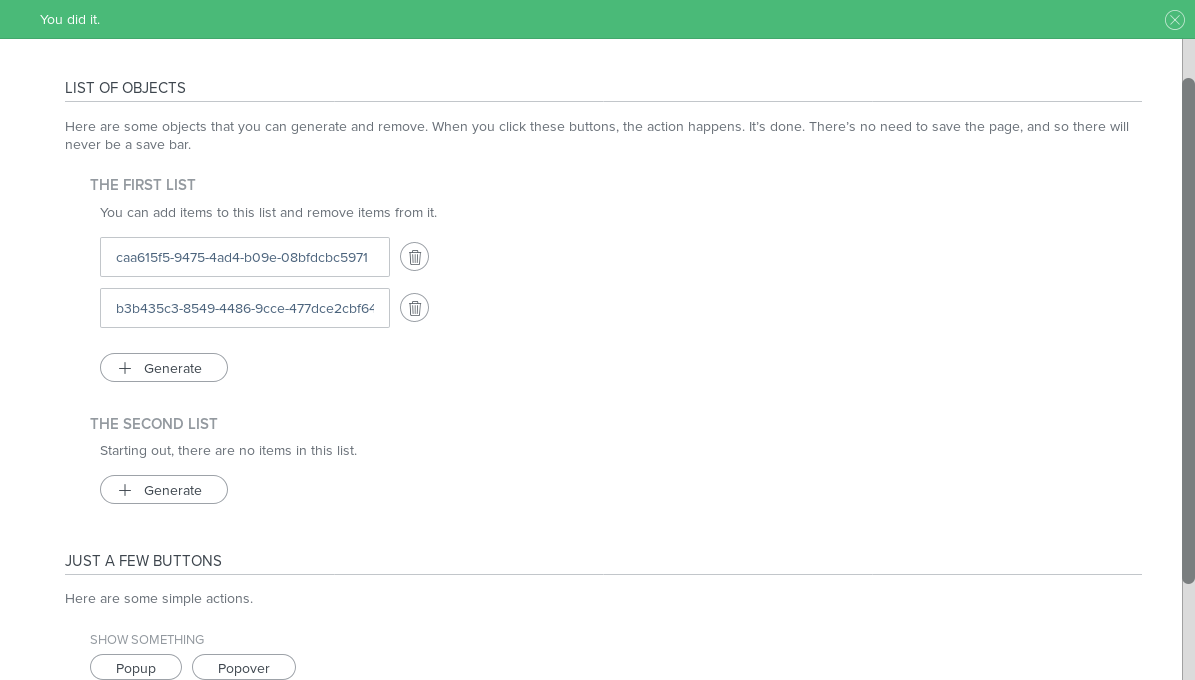 You did it.
LIST OF OBJECTS
Here are some objects that you can generate and remove. When you click these buttons, the action happens. It's done. There's no need to save the page, and so there will
never be a save bar.
THE FIRST LIST
You can add items to this list and remove items from it.
caa615f5-9475-4ad4-b09e-08bfdcbc5971
b3b435c3-8549-4486-9cce-477dce2cbf64
Generate
THE SECOND LIST
Starting out, there are no items in this list.
Generate
JUST A FEW BUTTONS
Here are some simple actions.
SHOW SOMETHING
Popup Popover